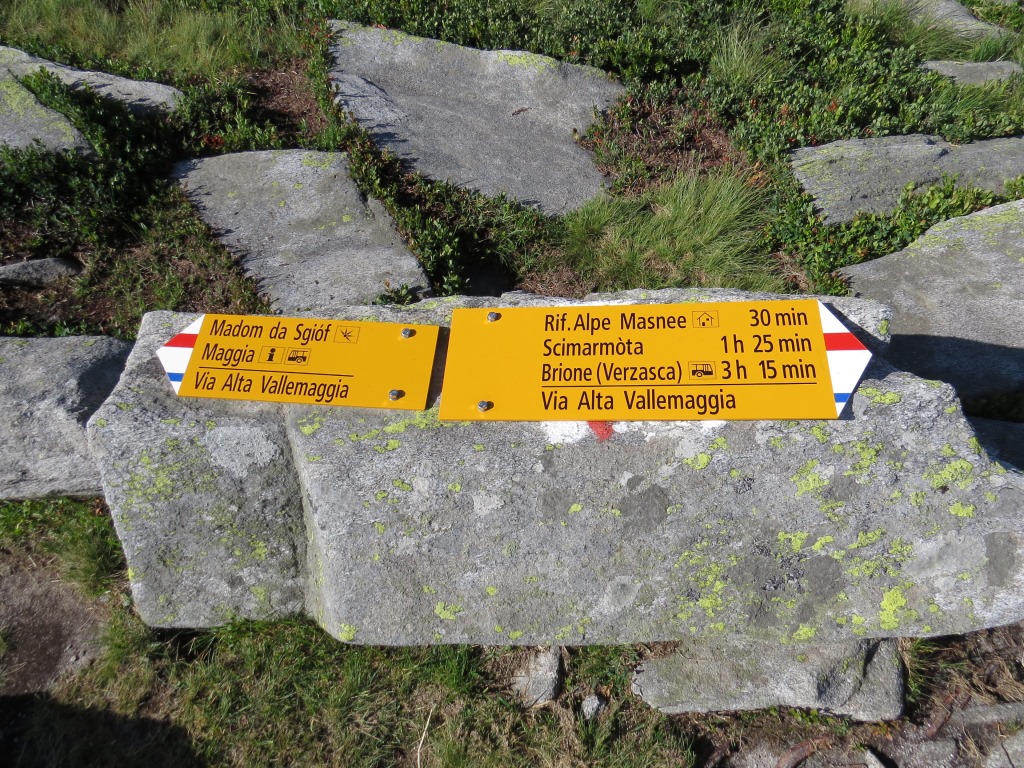 Madom da Sgióf
Maggia i
Via Alta Vallemaggia
Rif. Alpe Masnee 30 min
Scimarmòta 1 h 25 min
Brione (Verzasca) 3 h 15 min
Via Alta Vallemaggia